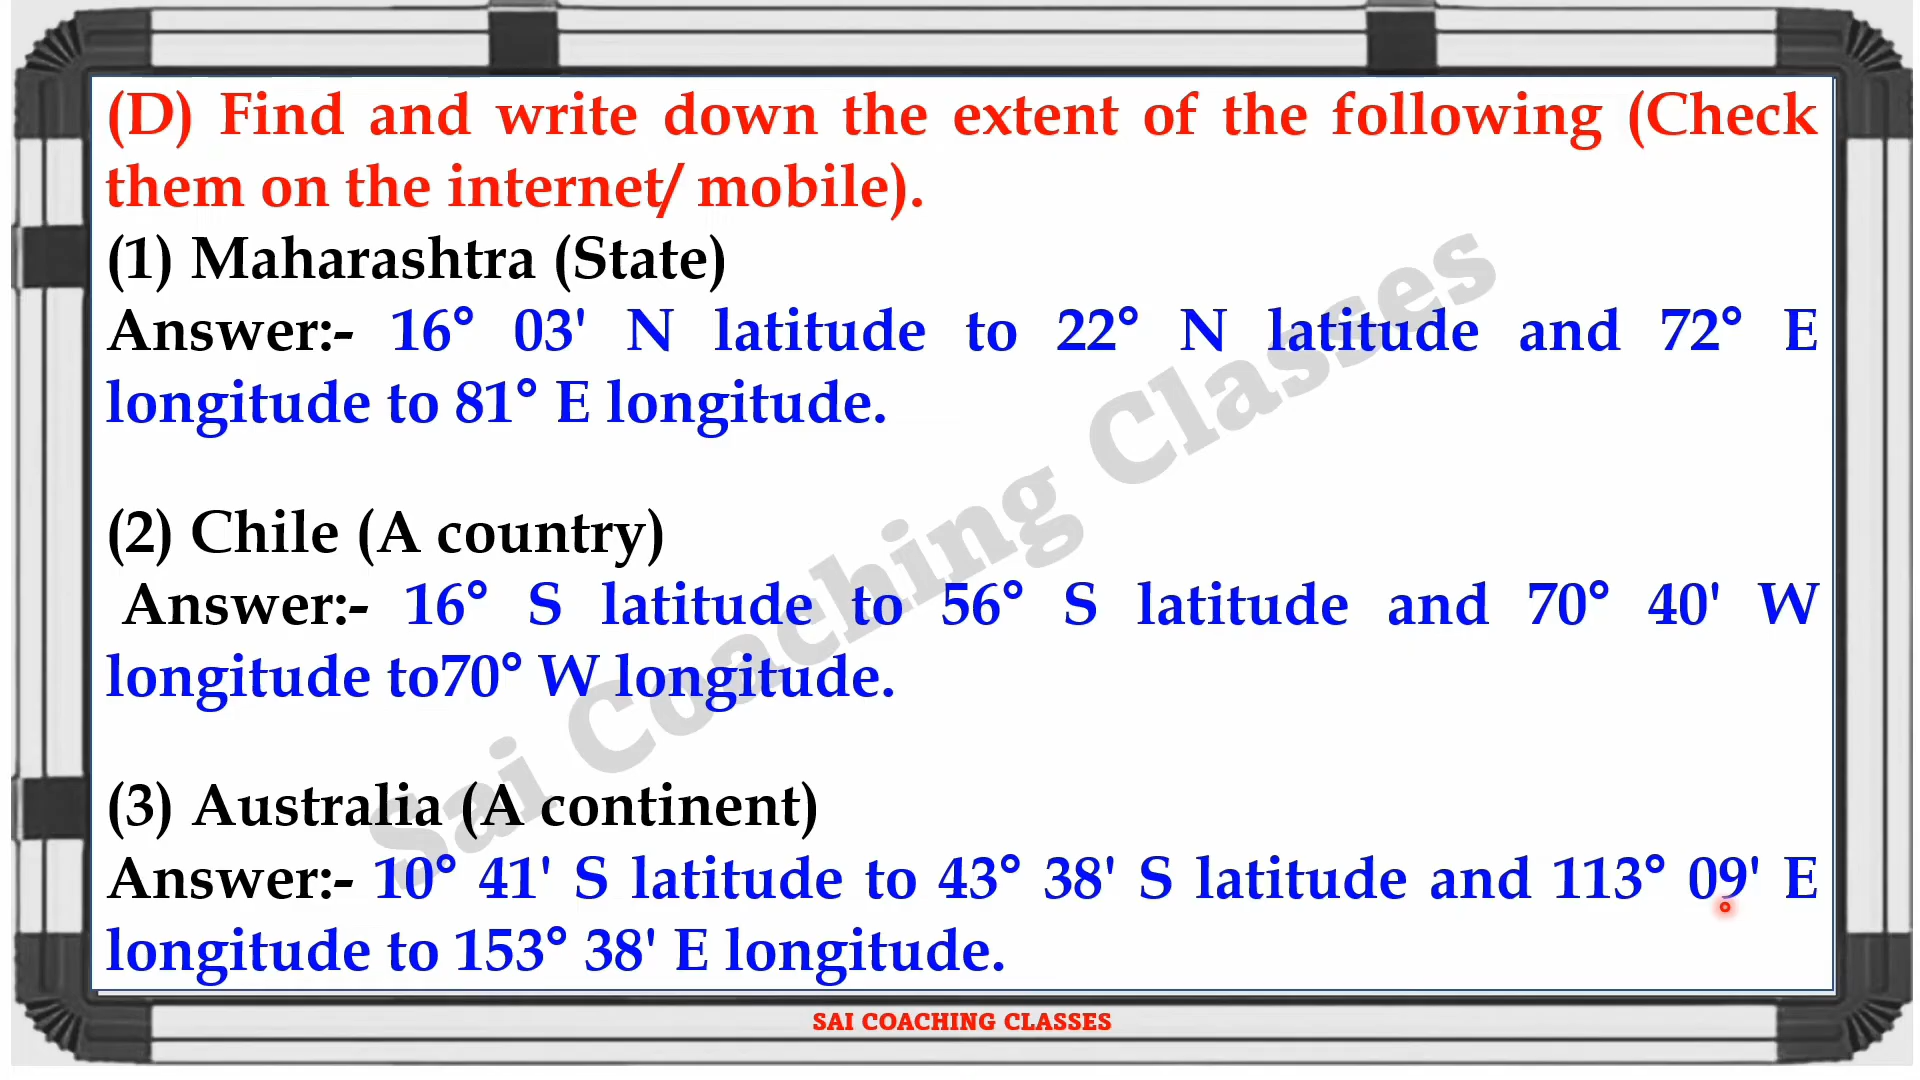 (D) Find and write down the extent of the following (Check
them on the internet/ mobile).
(1) Maharashtra (State)
Answer:- 16° 03' N latitude to 22° N latitude and 72° E
longitude to 81° E longitude.
(2) Chile (A country)
Answer:- 16° S latitude to 56° S latitude and 70° 40' W
longitude to70° W longitude.
(3) Australia (A continent)
Answer:- 10° 41' S latitude to 43° 38' S latitude and 113° 09' E
longitude to 153° 38' E longitude.
Sai Coaching Classes
SAI COACHING CLASSES